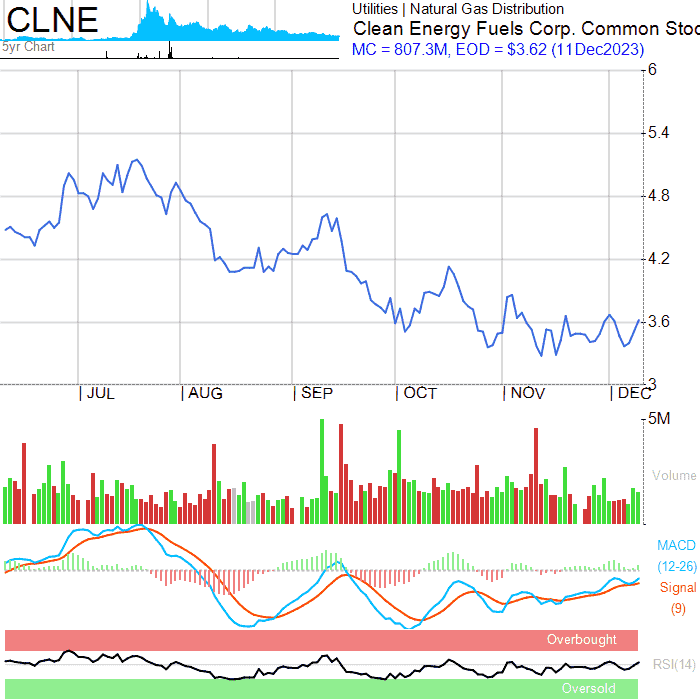 CLNE
5yr Chart
Utilities | Natural Gas Distribution
Clean Energy Fuels Corp. Common Stoc
MC = 807.3M, EOD = $3.62 (11Dec2023)
6
5.4
4.8
4.2
3.6
3
JUL AUG SEP OCT NOV DEC
5M
Volume
MACD
(12-26)
Signal
(9)
Overbought
RSI(14)
Oversold